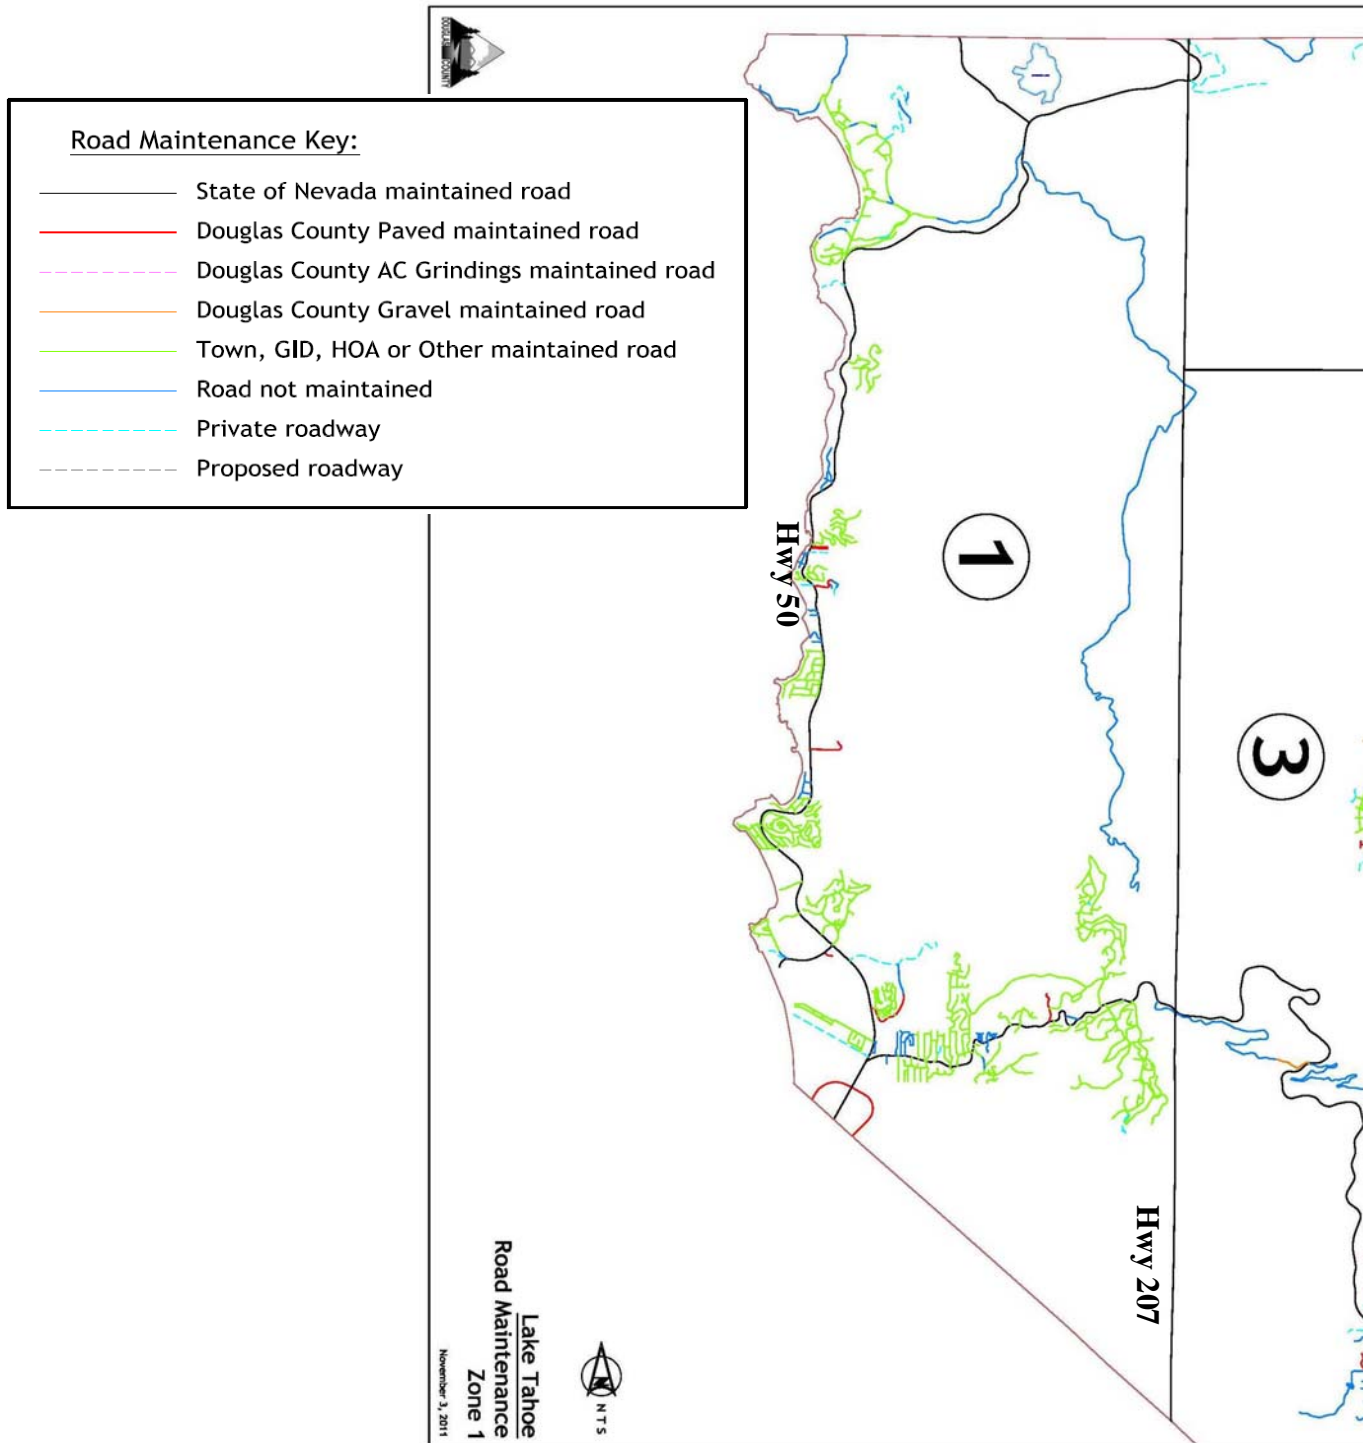 DOUGLAS COUNTY
Road Maintenance Key:
State of Nevada maintained road
Douglas County Paved maintained road
Douglas County AC Grindings maintained road
Douglas County Gravel maintained road
Town, GID, HOA or Other maintained road
Road not maintained
Private roadway
Proposed roadway
Hwy 50
1
3
Hwy 207
Lake Tahoe
Road Maintenance
Zone 1
November 3, 2011
N
NTS